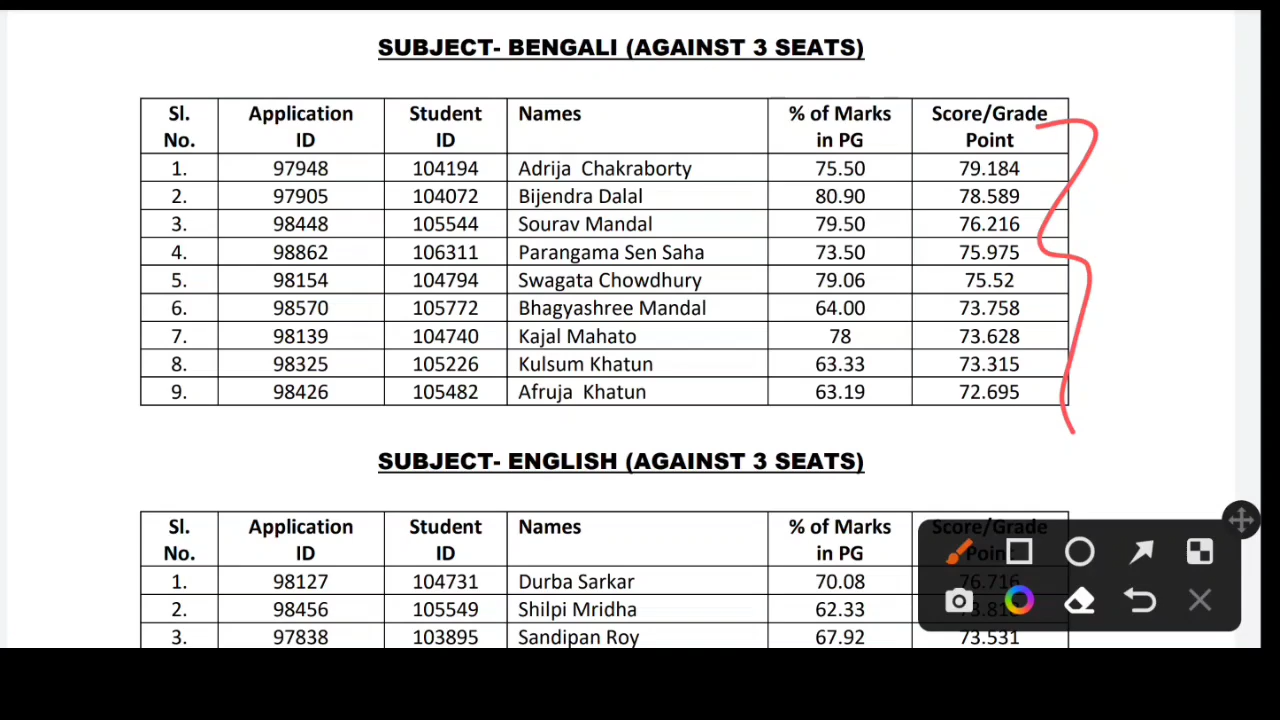 SUBJECT- BENGALI (AGAINST 3 SEATS)
Sl. No. Application ID Student ID Names % of Marks in PG Score/Grade Point
1. 97948 104194 Adrija Chakraborty 75.50 79.184
2. 97905 104072 Bijendra Dalal 80.90 78.589
3. 98448 105544 Sourav Mandal 79.50 76.216
4. 98862 106311 Parangama Sen Saha 73.50 75.975
5. 98154 104794 Swagata Chowdhury 79.06 75.52
6. 98570 105772 Bhagyashree Mandal 64.00 73.758
7. 98139 104740 Kajal Mahato 78 73.628
8. 98325 105226 Kulsum Khatun 63.33 73.315
9. 98426 105482 Afruja Khatun 63.19 72.695
SUBJECT- ENGLISH (AGAINST 3 SEATS)
Sl. No. Application ID Student ID Names % of Marks in PG Score/Grade Point
1. 98127 104731 Durba Sarkar 70.08 76.716
2. 98456 105549 Shilpi Mridha 62.33
3. 97838 103895 Sandipan Roy 67.92 73.531